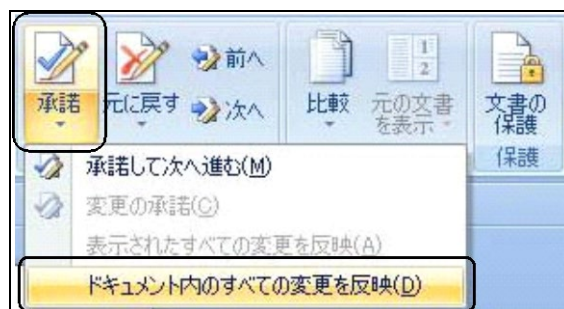 前へ
1
2
承諾
元に戻す
次へ
比較
元の文書
を表示
文書の
保護
保護
承諾して次へ進む(M)
変更の承諾(C)
表示されたすべての変更を反映(A)
ドキュメント内のすべての変更を反映(D)